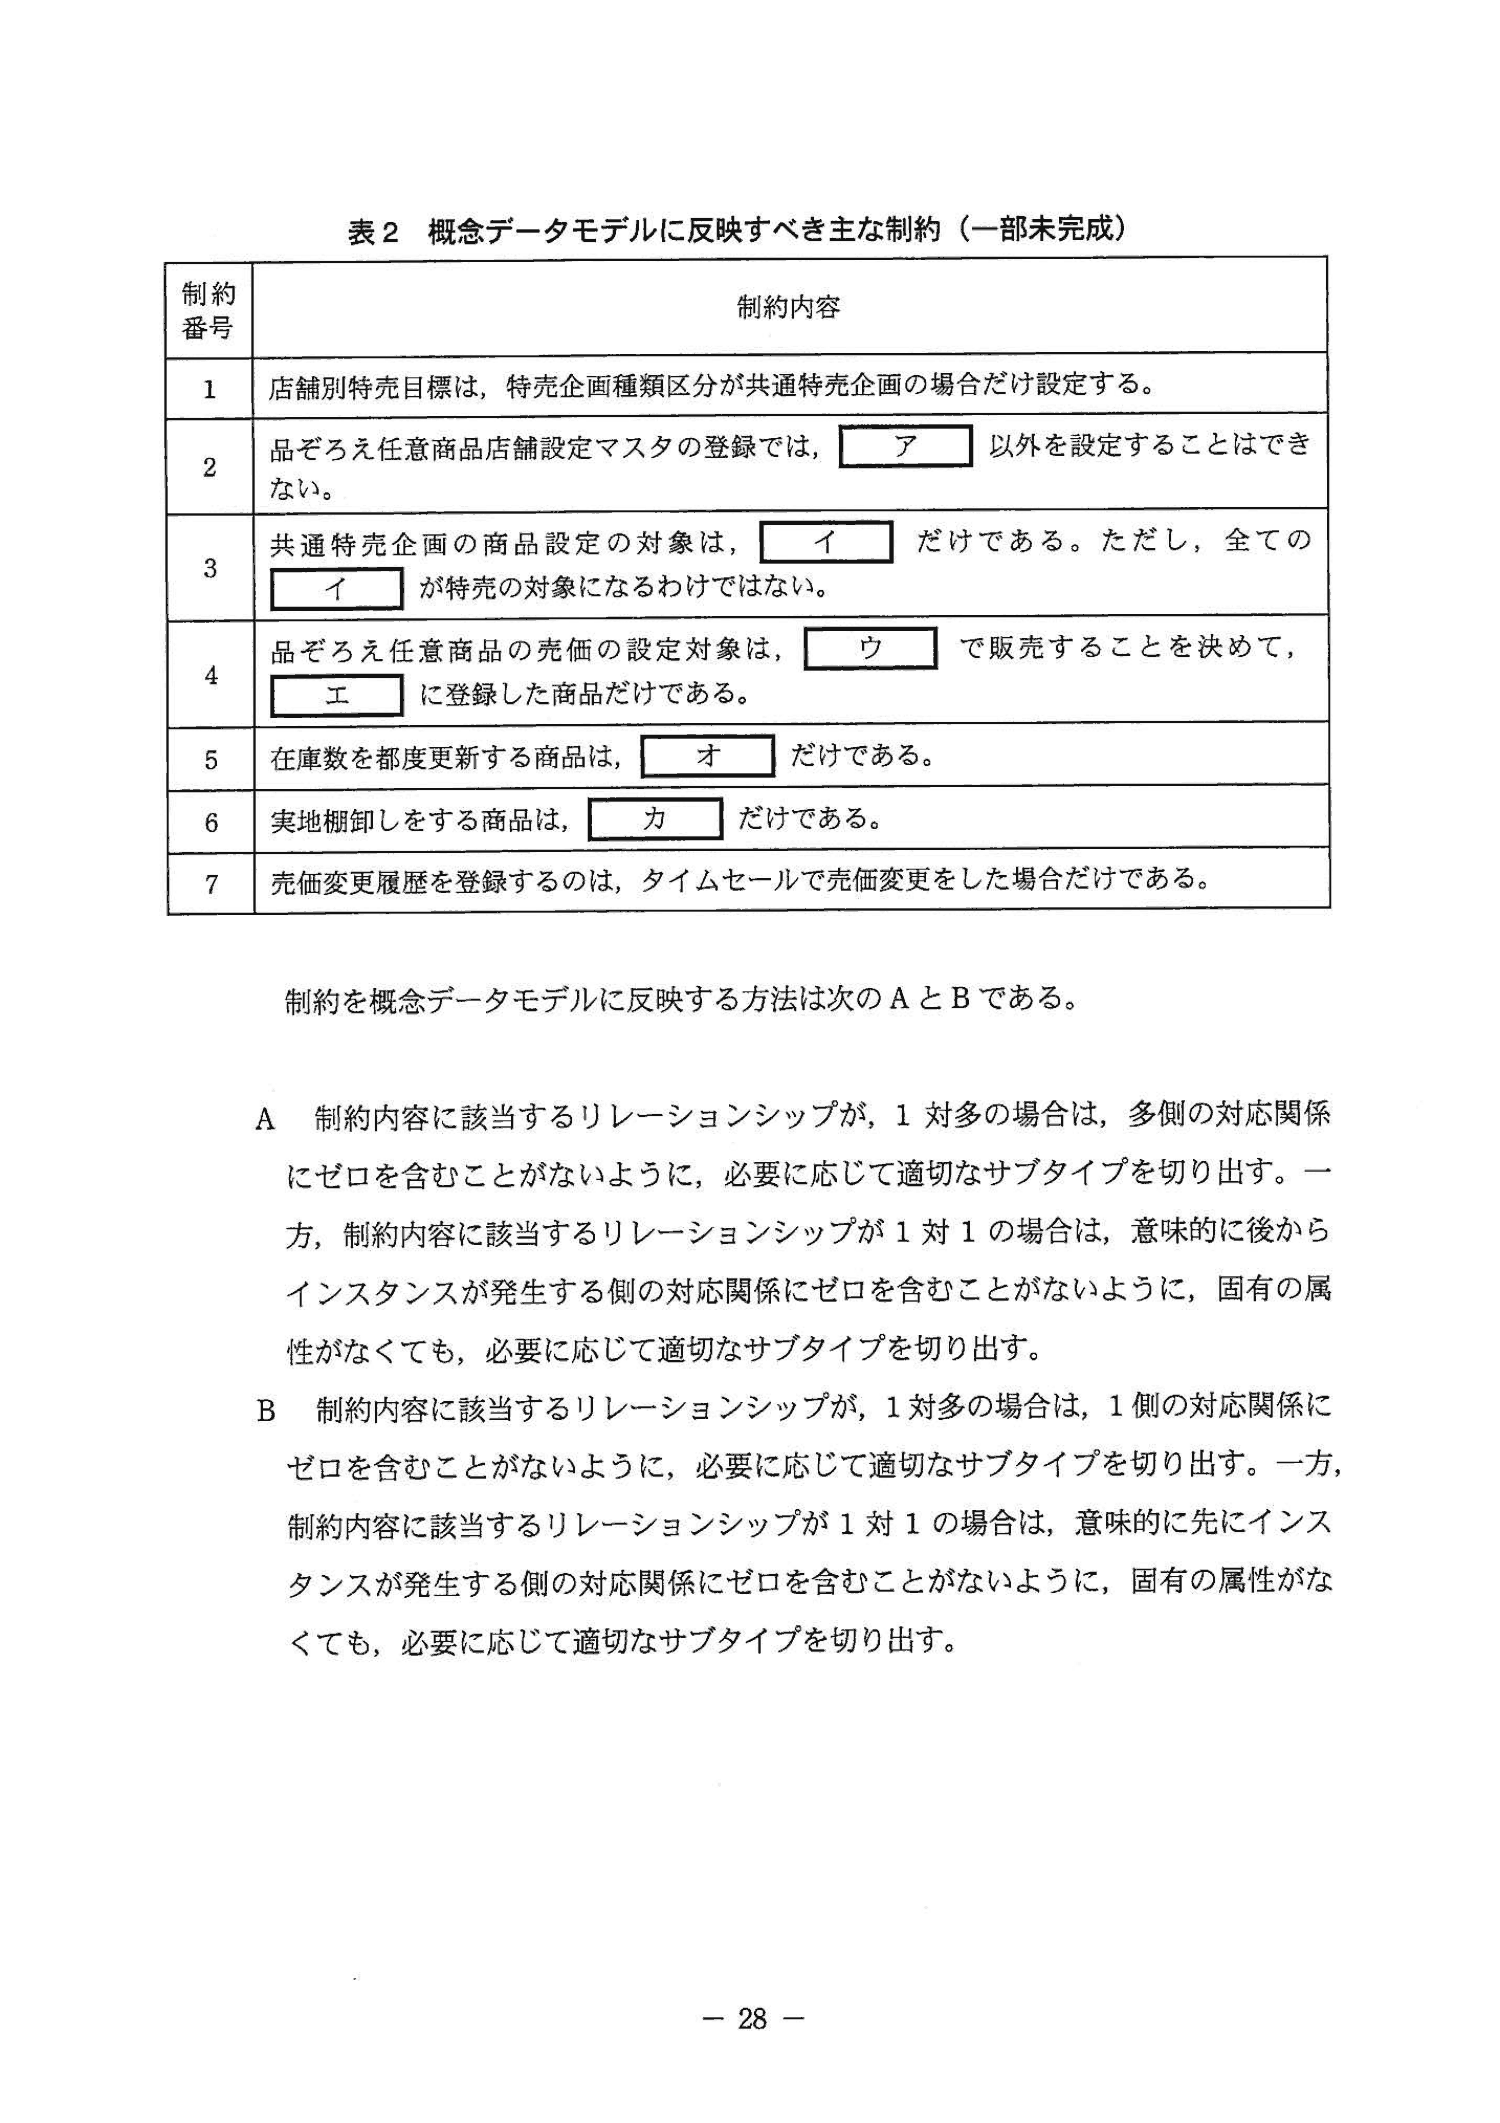 表2 概念データモデルに反映すべき主な制約（一部未完成）
制約
番号
制約内容
1
店舗別特売目標は，特売企画種類区分が共通特売企画の場合だけ設定する。
2
品ぞろえ任意商品店舗設定マスタの登録では， ア 以外を設定することはでき
ない。
3
共通特売企画の商品設定の対象は， イ だけである。ただし，全ての
イ が特売の対象になるわけではない。
4
品ぞろえ任意商品の売価の設定対象は， ウ で販売することを決めて，
エ に登録した商品だけである。
5
在庫数を都度更新する商品は， オ だけである。
6
実地棚卸しをする商品は， カ だけである。
7
売価変更履歴を登録するのは，タイムセールで売価変更をした場合だけである。
制約を概念データモデルに反映する方法は次の A と B である。
A 制約内容に該当するリレーションシップが，1 対多の場合は，多側の対応関係
にゼロを含むことがないように，必要に応じて適切なサブタイプを切り出す。一
方，制約内容に該当するリレーションシップが 1 対 1 の場合は，意味的に後から
インスタンスが発生する側の対応関係にゼロを含むことがないように，固有の属
性がなくても，必要に応じて適切なサブタイプを切り出す。
B 制約内容に該当するリレーションシップが，1 対多の場合は，1 側の対応関係に
ゼロを含むことがないように，必要に応じて適切なサブタイプを切り出す。一方，
制約内容に該当するリレーションシップが 1 対 1 の場合は，意味的に先にインス
タンスが発生する側の対応関係にゼロを含むことがないように，固有の属性がな
くても，必要に応じて適切なサブタイプを切り出す。
－ 28 －